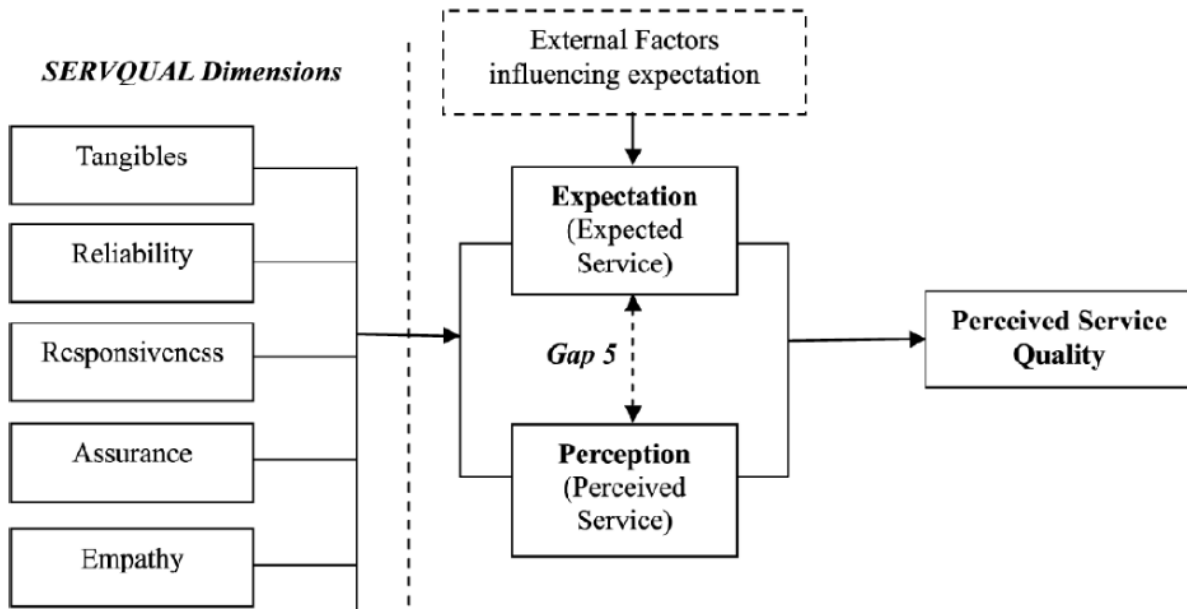 SERVQUAL Dimensions
Tangibles
Reliability
Responsiveness
Assurance
Empathy
External Factors
influencing expectation
Expectation
(Expected
Service)
Gap 5
Perception
(Perceived
Service)
Perceived Service
Quality